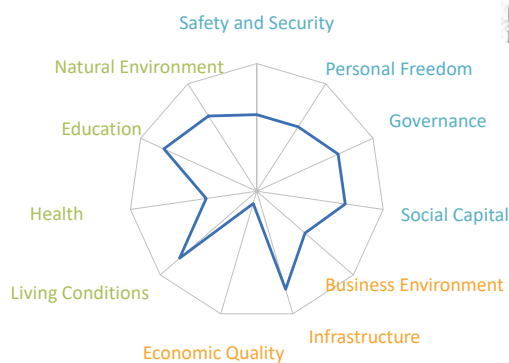 Safety and Security
Natural Environment
Personal Freedom
Education
Governance
Health
Social Capital
Living Conditions
Business Environment
Infrastructure
Economic Quality